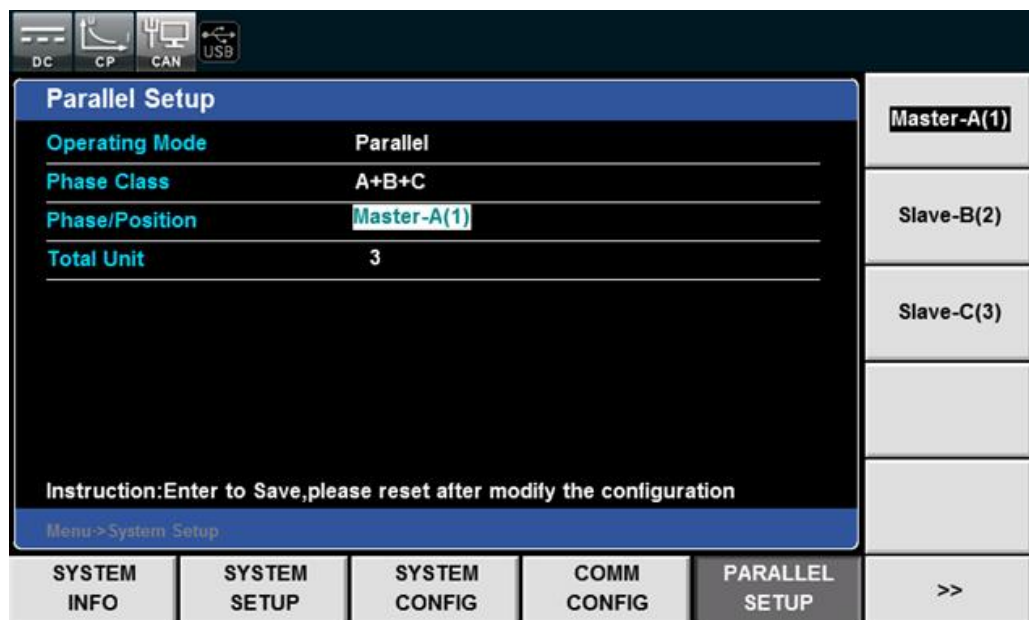 DC CP CAN USB
Parallel Setup
Operating Mode Parallel
Phase Class A+B+C
Phase/Position Master-A(1)
Total Unit 3
Instruction:Enter to Save,please reset after modify the configuration
Menu->System Setup
Master-A(1)
Slave-B(2)
Slave-C(3)
SYSTEM INFO
SYSTEM SETUP
SYSTEM CONFIG
COMM CONFIG
PARALLEL SETUP
>>